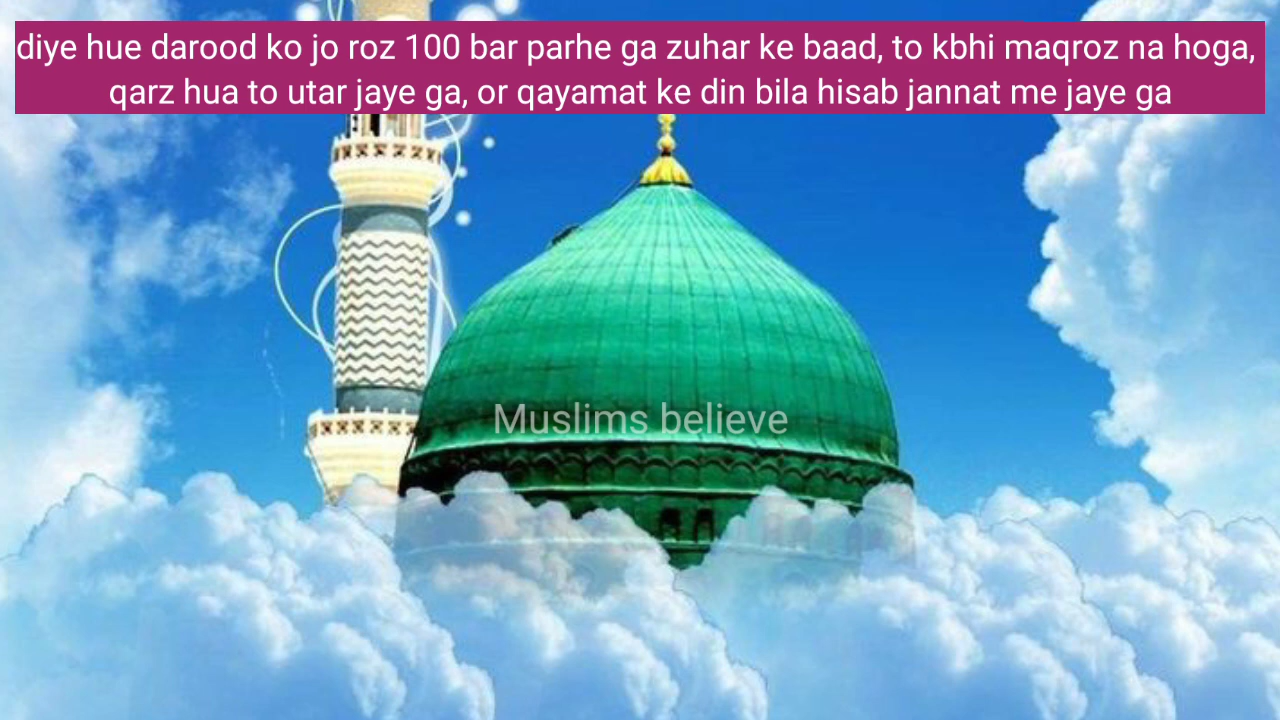 diye hue darood ko jo roz 100 bar parhe ga zuhar ke baad, to kbhi maqroz na hoga,
qarz hua to utar jaye ga, or qayamat ke din bila hisab jannat me jaye ga
Muslims believe